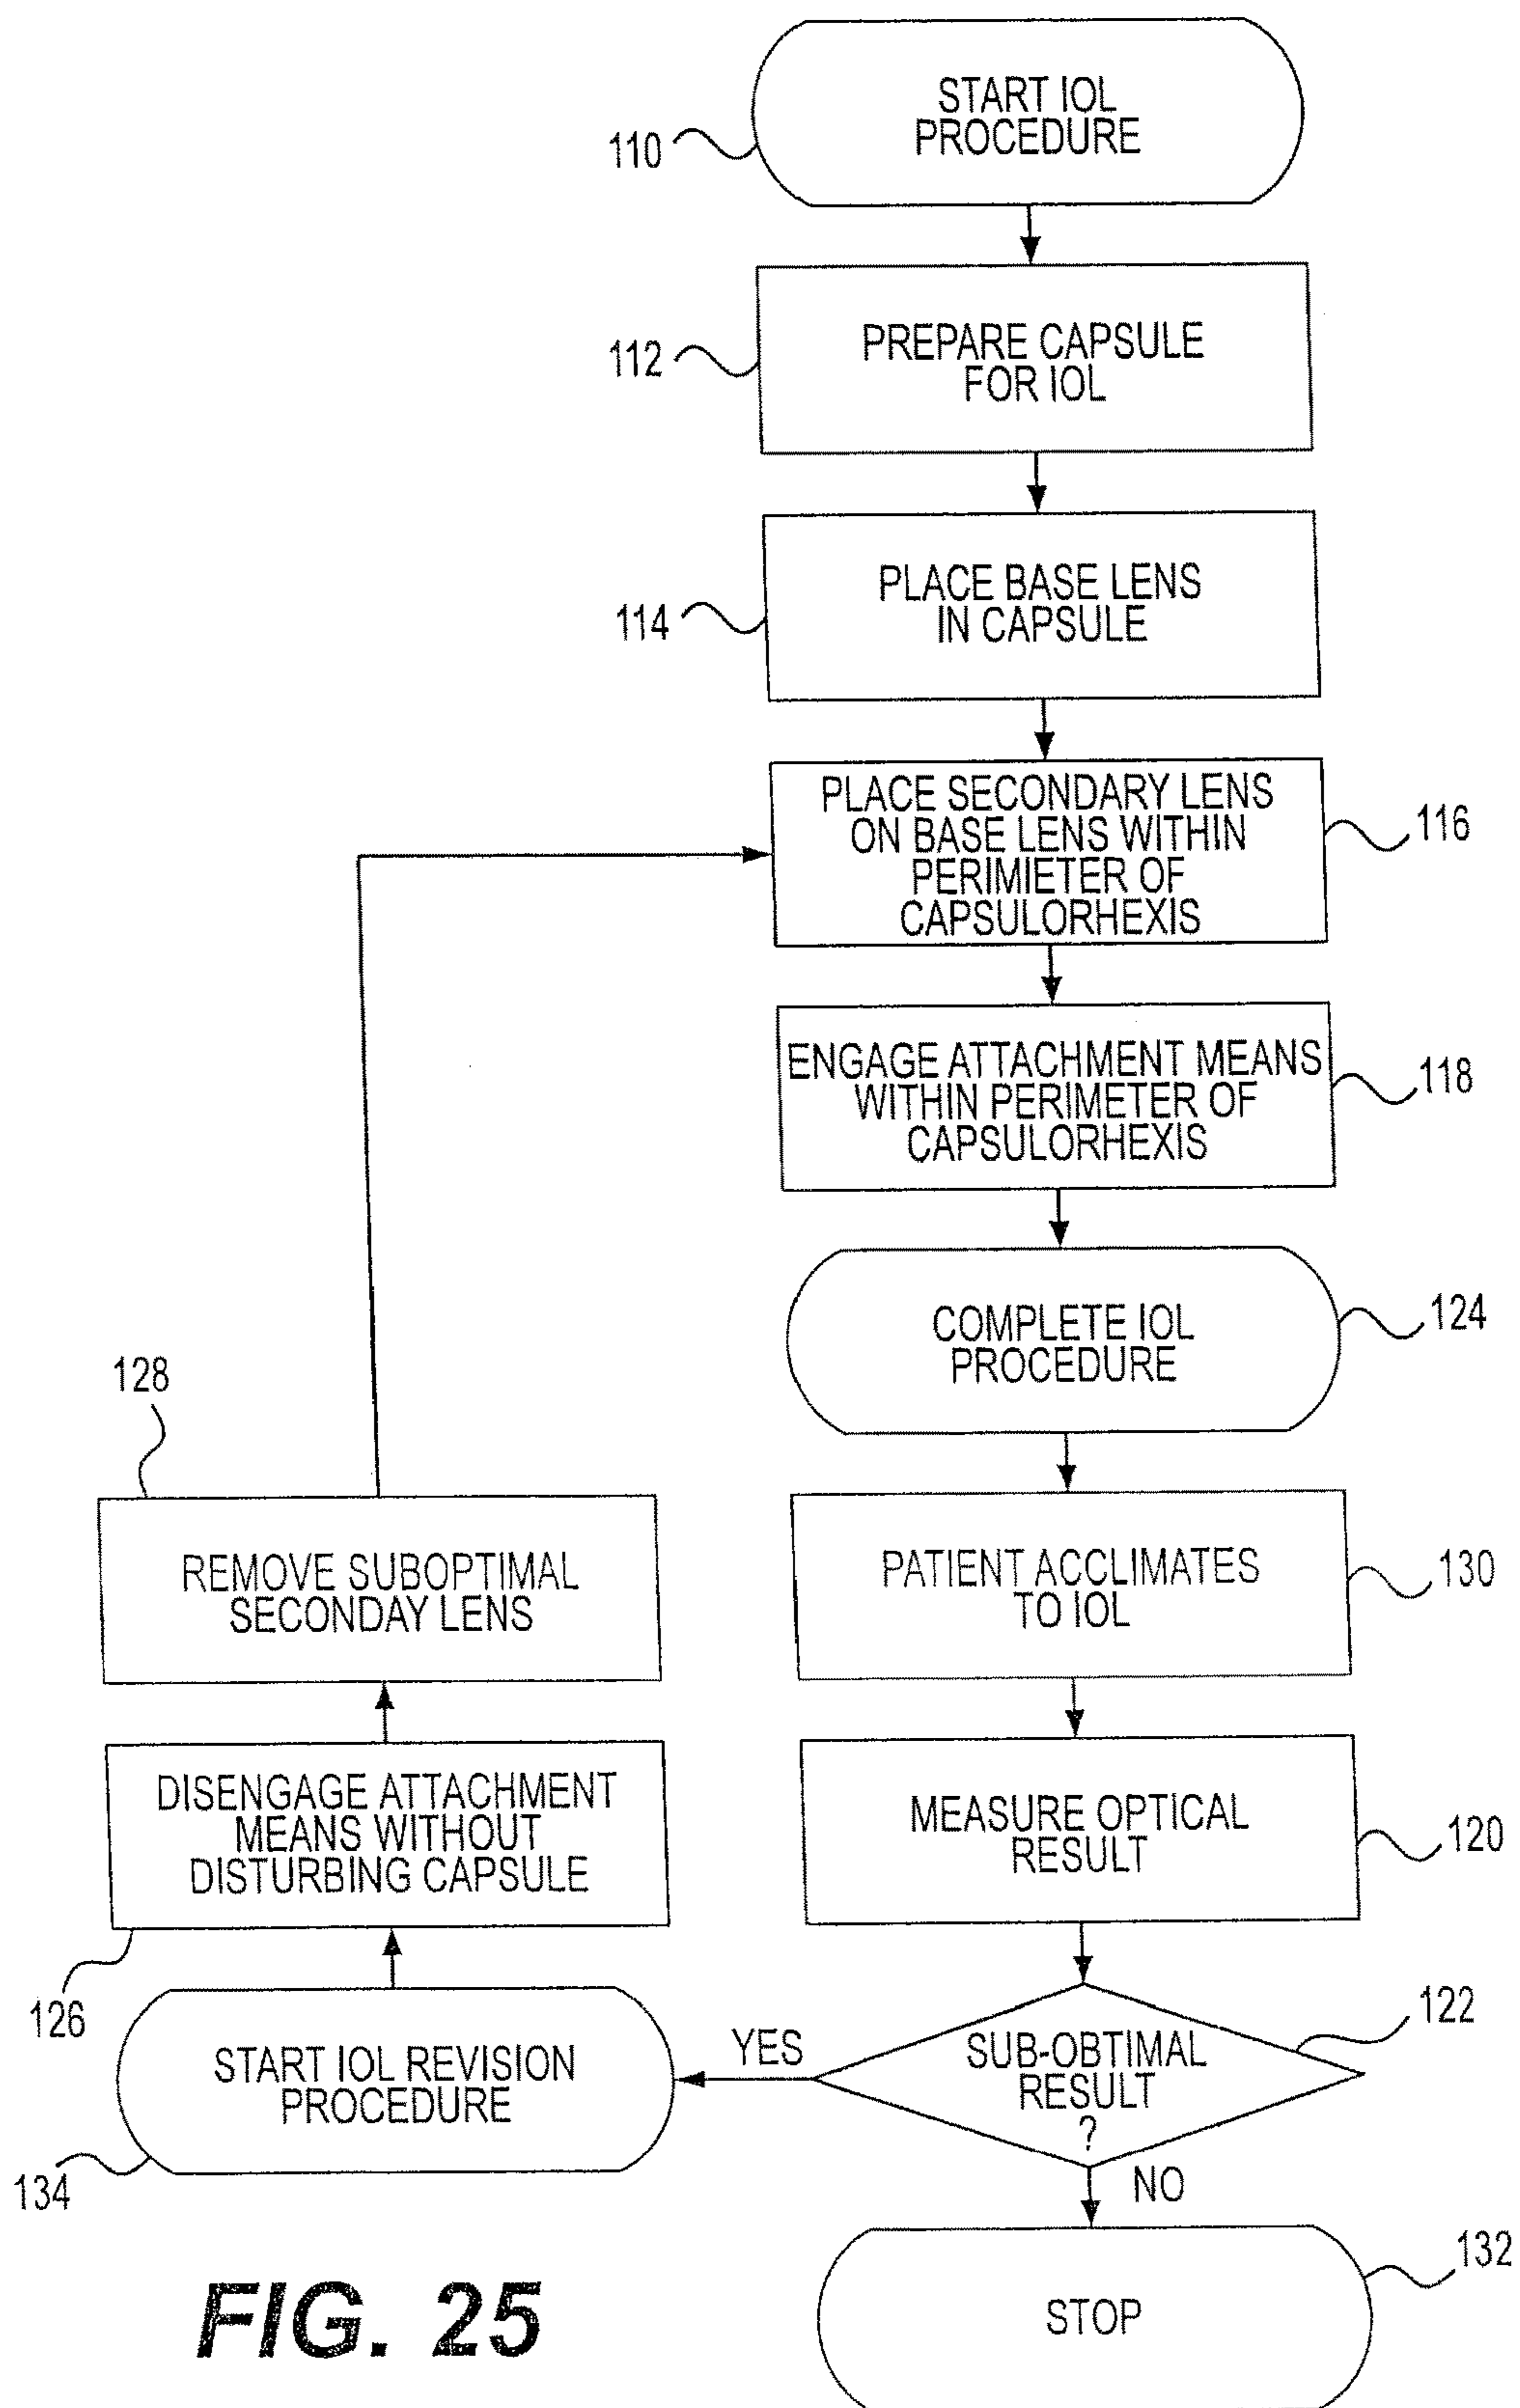 START IOL
PROCEDURE
110
PREPARE CAPSULE
FOR IOL
112
PLACE BASE LENS
IN CAPSULE
114
PLACE SECONDARY LENS
ON BASE LENS WITHIN
PERIMIETER OF
CAPSULORHEXIS
116
ENGAGE ATTACHMENT MEANS
WITHIN PERIMETER OF
CAPSULORHEXIS
118
COMPLETE IOL
PROCEDURE
124
128
REMOVE SUBOPTIMAL
SECONDAY LENS
PATIENT ACCLIMATES
TO IOL
130
DISENGAGE ATTACHMENT
MEANS WITHOUT
DISTURBING CAPSULE
126
MEASURE OPTICAL
RESULT
120
START IOL REVISION
PROCEDURE
134
YES
SUB-OBTIMAL
RESULT
?
122
NO
STOP
132
FIG. 25